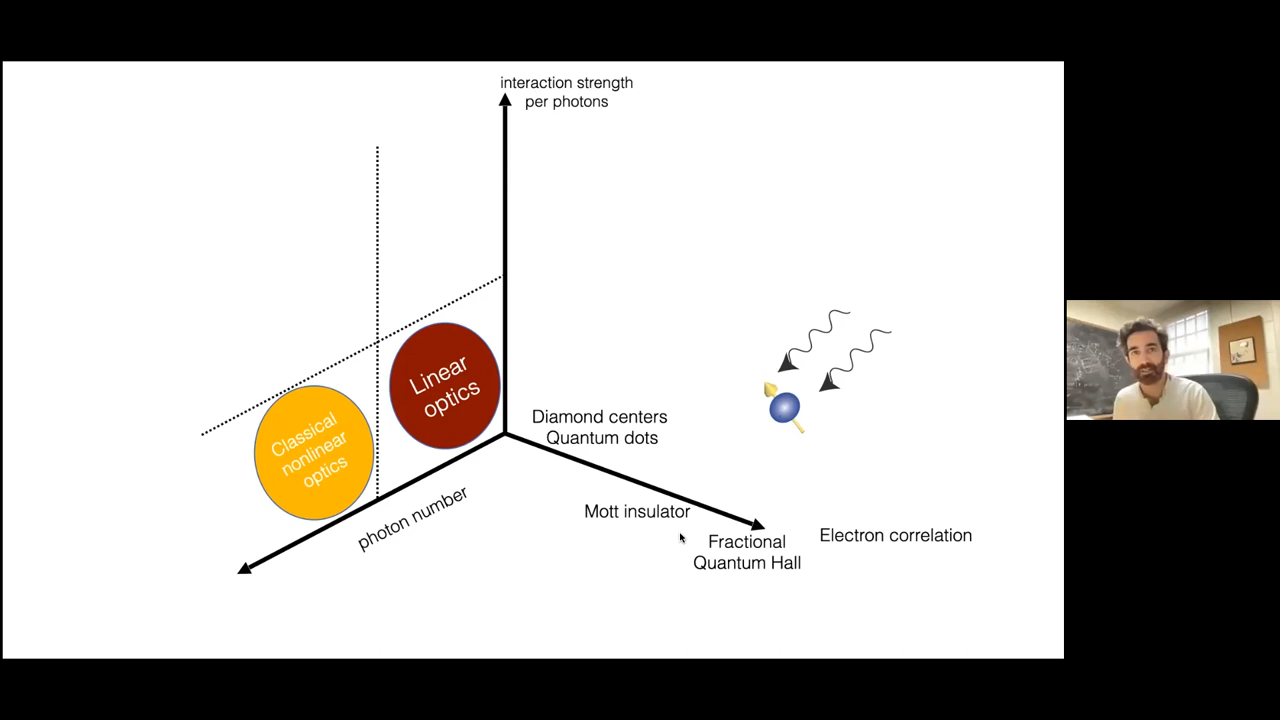 interaction strength
per photons
Linear
optics
Classical
nonlinear
optics
photon number
Diamond centers
Quantum dots
Mott insulator
Fractional
Quantum Hall
Electron correlation